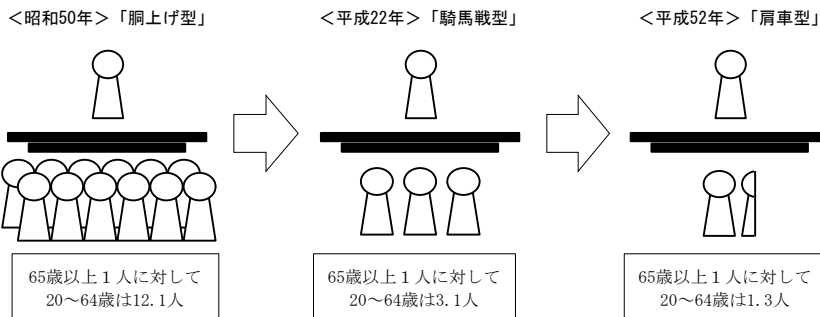 ＜昭和50年＞「胴上げ型」
＜平成22年＞「騎馬戦型」
＜平成52年＞「肩車型」
65歳以上１人に対して
20～64歳は12.1人
65歳以上１人に対して
20～64歳は3.1人
65歳以上１人に対して
20～64歳は1.3人